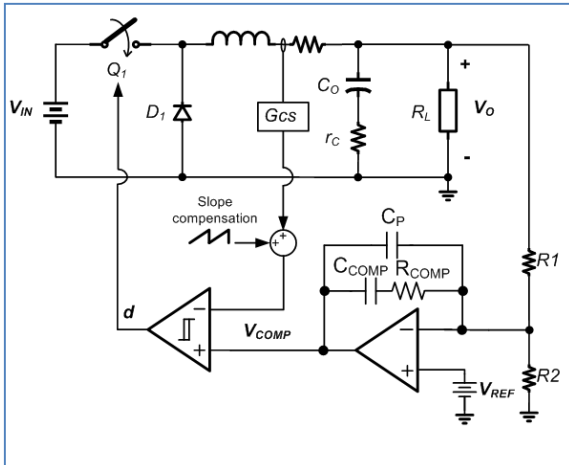 Q1
VIN
D1
Gcs
CO
rC
RL
+
VO
-
Slope
compensation
+
+
CP
CCOMP
RCOMP
R1
d
−
+
VCOMP
−
+
VREF
R2